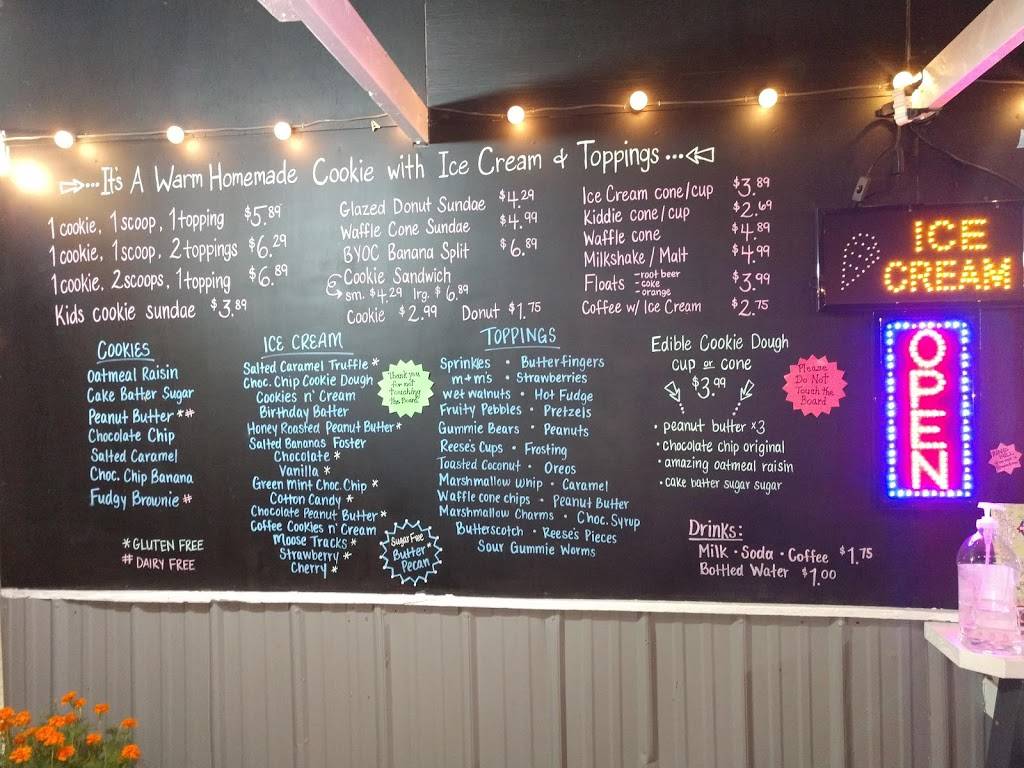 It's A Warm Homemade Cookie with Ice Cream & Toppings...
1 cookie, 1 scoop, 1 topping $5.89
1 cookie, 1 scoop, 2 toppings $6.29
1 cookie, 2 scoops, 1 topping $6.89
Kids cookie sundae $3.89
Glazed Donut Sundae $4.29
Waffle Cone Sundae $4.99
BYOC Banana Split $6.89
Cookie Sandwich
sm. $4.29 lrg. $6.89
Cookie $2.99 Donut $1.75
Ice Cream cone/cup $3.89
Kiddie cone/cup $2.69
Waffle cone $4.89
Milkshake/Malt $4.99
Floats -root beer -coke -orange $3.99
Coffee w/ Ice Cream $2.75
COOKIES
Oatmeal Raisin
Cake Batter Sugar
Peanut Butter *#
Chocolate Chip
Salted Caramel
Choc. Chip Banana
Fudgy Brownie #
* GLUTEN FREE
# DAIRY FREE
ICE CREAM
Salted Caramel Truffle *
Choc. Chip Cookie Dough
Cookies n' Cream
Birthday Batter
Honey Roasted Peanut Butter *
Salted Bananas Foster
Chocolate *
Vanilla *
Green Mint Choc. Chip *
Cotton Candy *
Chocolate Peanut Butter *
Coffee Cookies n' Cream
Moose Tracks *
Strawberry *
Cherry *
Thank you
for not
touching
the Board
Sugar Free
Butter *
Pecan
TOPPINGS
Sprinkles • Butterfingers
m+m's • Strawberries
wet walnuts • Hot Fudge
Fruity Pebbles • Pretzels
Gummie Bears • Peanuts
Reese's Cups • Frosting
Toasted Coconut • Oreos
Marshmallow Whip • Caramel
Waffle cone chips • Peanut Butter
Marshmallow Charms • Choc. Syrup
Butterscotch • Reese's Pieces
Sour Gummie Worms
Edible Cookie Dough
cup or cone
$3.99
• peanut butter x3
• chocolate chip original
• amazing oatmeal raisin
• cake batter sugar sugar
Please
Do Not
Touch the
Board
Drinks:
Milk • Soda • Coffee $1.75
Bottled Water $1.00
ICE
CREAM
OPEN